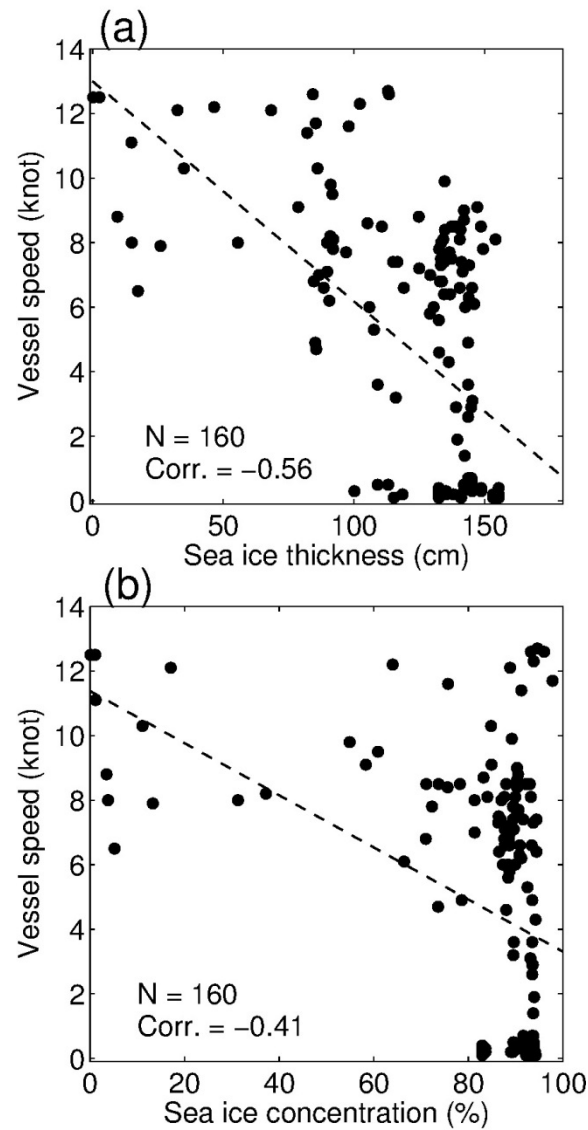 (a)
14
12
10
8
6
4
2
0
Vessel speed (knot)
N = 160
Corr. = −0.56
0 50 100 150
Sea ice thickness (cm)
(b)
14
12
10
8
6
4
2
0
Vessel speed (knot)
N = 160
Corr. = −0.41
0 20 40 60 80 100
Sea ice concentration (%)